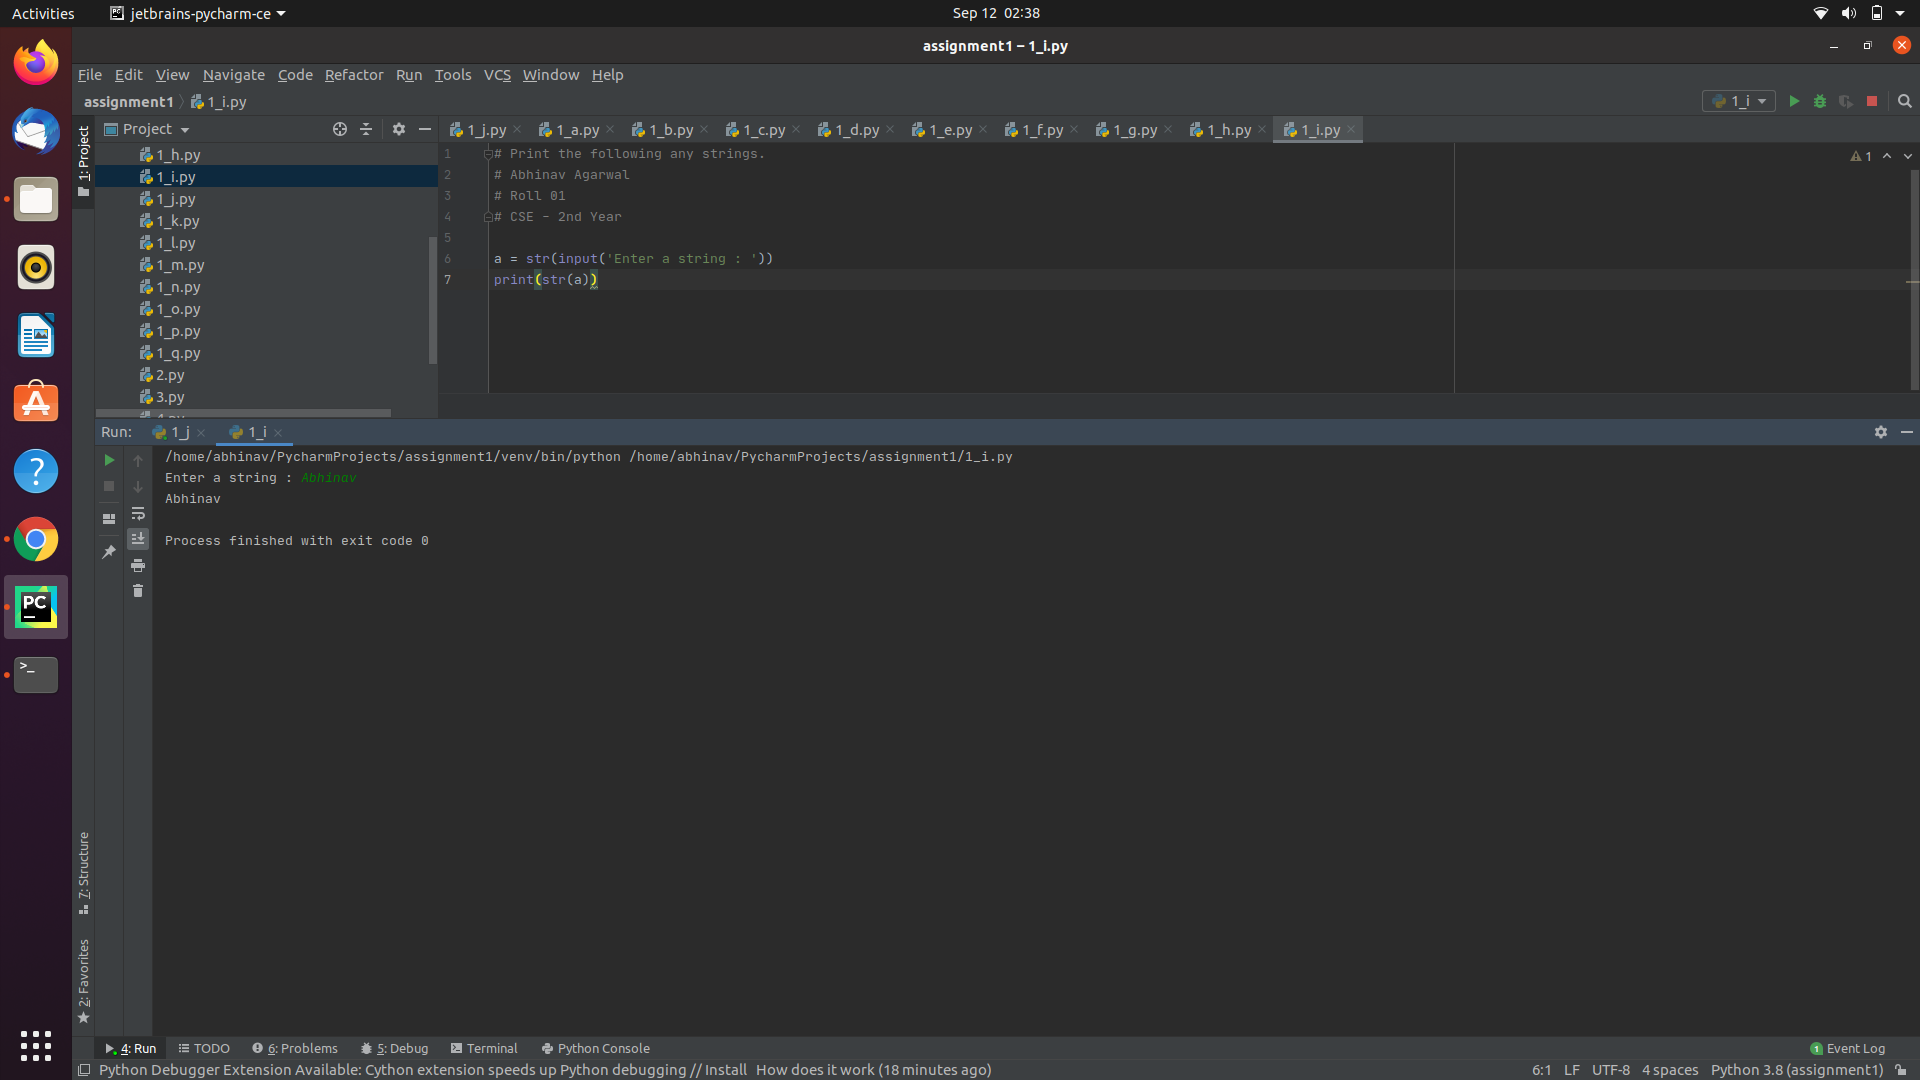 Activities jetbrains-pycharm-ce Sep 12 02:38
assignment1 – 1_i.py
File Edit View Navigate Code Refactor Run Tools VCS Window Help
assignment1 1_i.py 1_i
1: Project
Project
1_j.py 1_a.py 1_b.py 1_c.py 1_d.py 1_e.py 1_f.py 1_g.py 1_h.py 1_i.py
1_h.py
1_i.py
1_j.py
1_k.py
1_l.py
1_m.py
1_n.py
1_o.py
1_p.py
1_q.py
2.py
3.py
1 # Print the following any strings.
2 # Abhinav Agarwal
3 # Roll 01
4 # CSE - 2nd Year
5
6 a = str(input('Enter a string : '))
7 print(str(a))
1
Run: 1_j 1_i
/home/abhinav/PycharmProjects/assignment1/venv/bin/python /home/abhinav/PycharmProjects/assignment1/1_i.py
Enter a string : Abhinav
Abhinav
Process finished with exit code 0
PC
>_
7: Structure
2: Favorites
4: Run TODO 6: Problems 5: Debug Terminal Python Console 1 Event Log
Python Debugger Extension Available: Cython extension speeds up Python debugging // Install How does it work (18 minutes ago) 6:1 LF UTF-8 4 spaces Python 3.8 (assignment1)